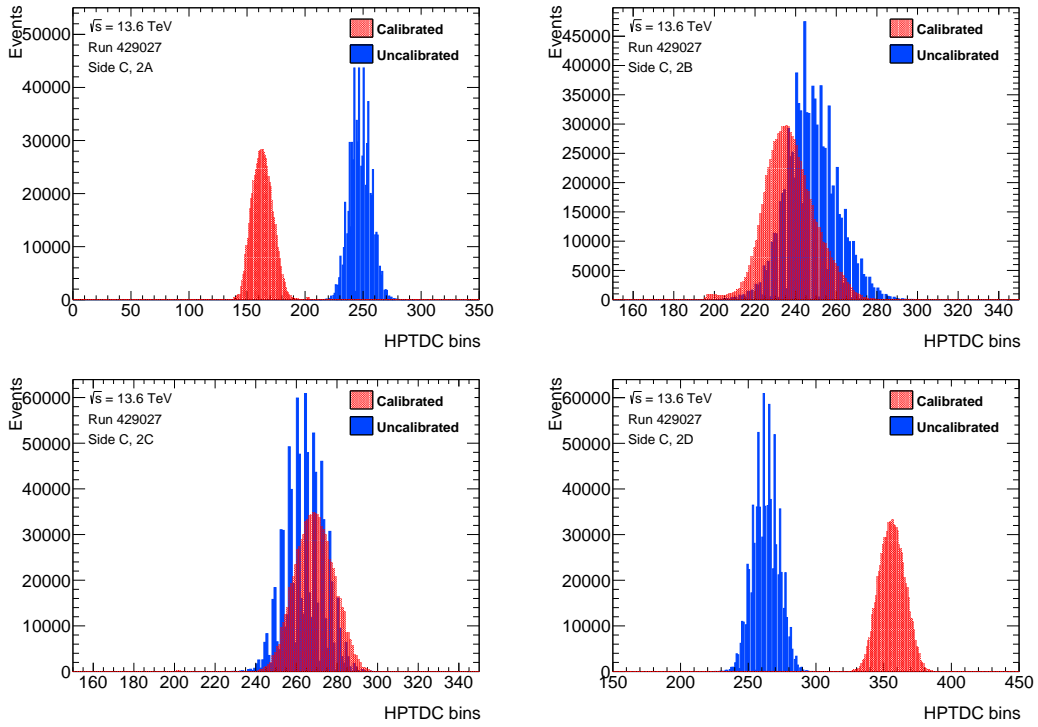 Events
50000
40000
30000
20000
10000
0
√s = 13.6 TeV
Run 429027
Side C, 2A
Calibrated
Uncalibrated
0 50 100 150 200 250 300 350
HPTDC bins
Events
45000
40000
35000
30000
25000
20000
15000
10000
5000
0
√s = 13.6 TeV
Run 429027
Side C, 2B
Calibrated
Uncalibrated
160 180 200 220 240 260 280 300 320 340
HPTDC bins
Events
60000
50000
40000
30000
20000
10000
0
√s = 13.6 TeV
Run 429027
Side C, 2C
Calibrated
Uncalibrated
160 180 200 220 240 260 280 300 320 340
HPTDC bins
Events
60000
50000
40000
30000
20000
10000
0
√s = 13.6 TeV
Run 429027
Side C, 2D
Calibrated
Uncalibrated
150 200 250 300 350 400 450
HPTDC bins